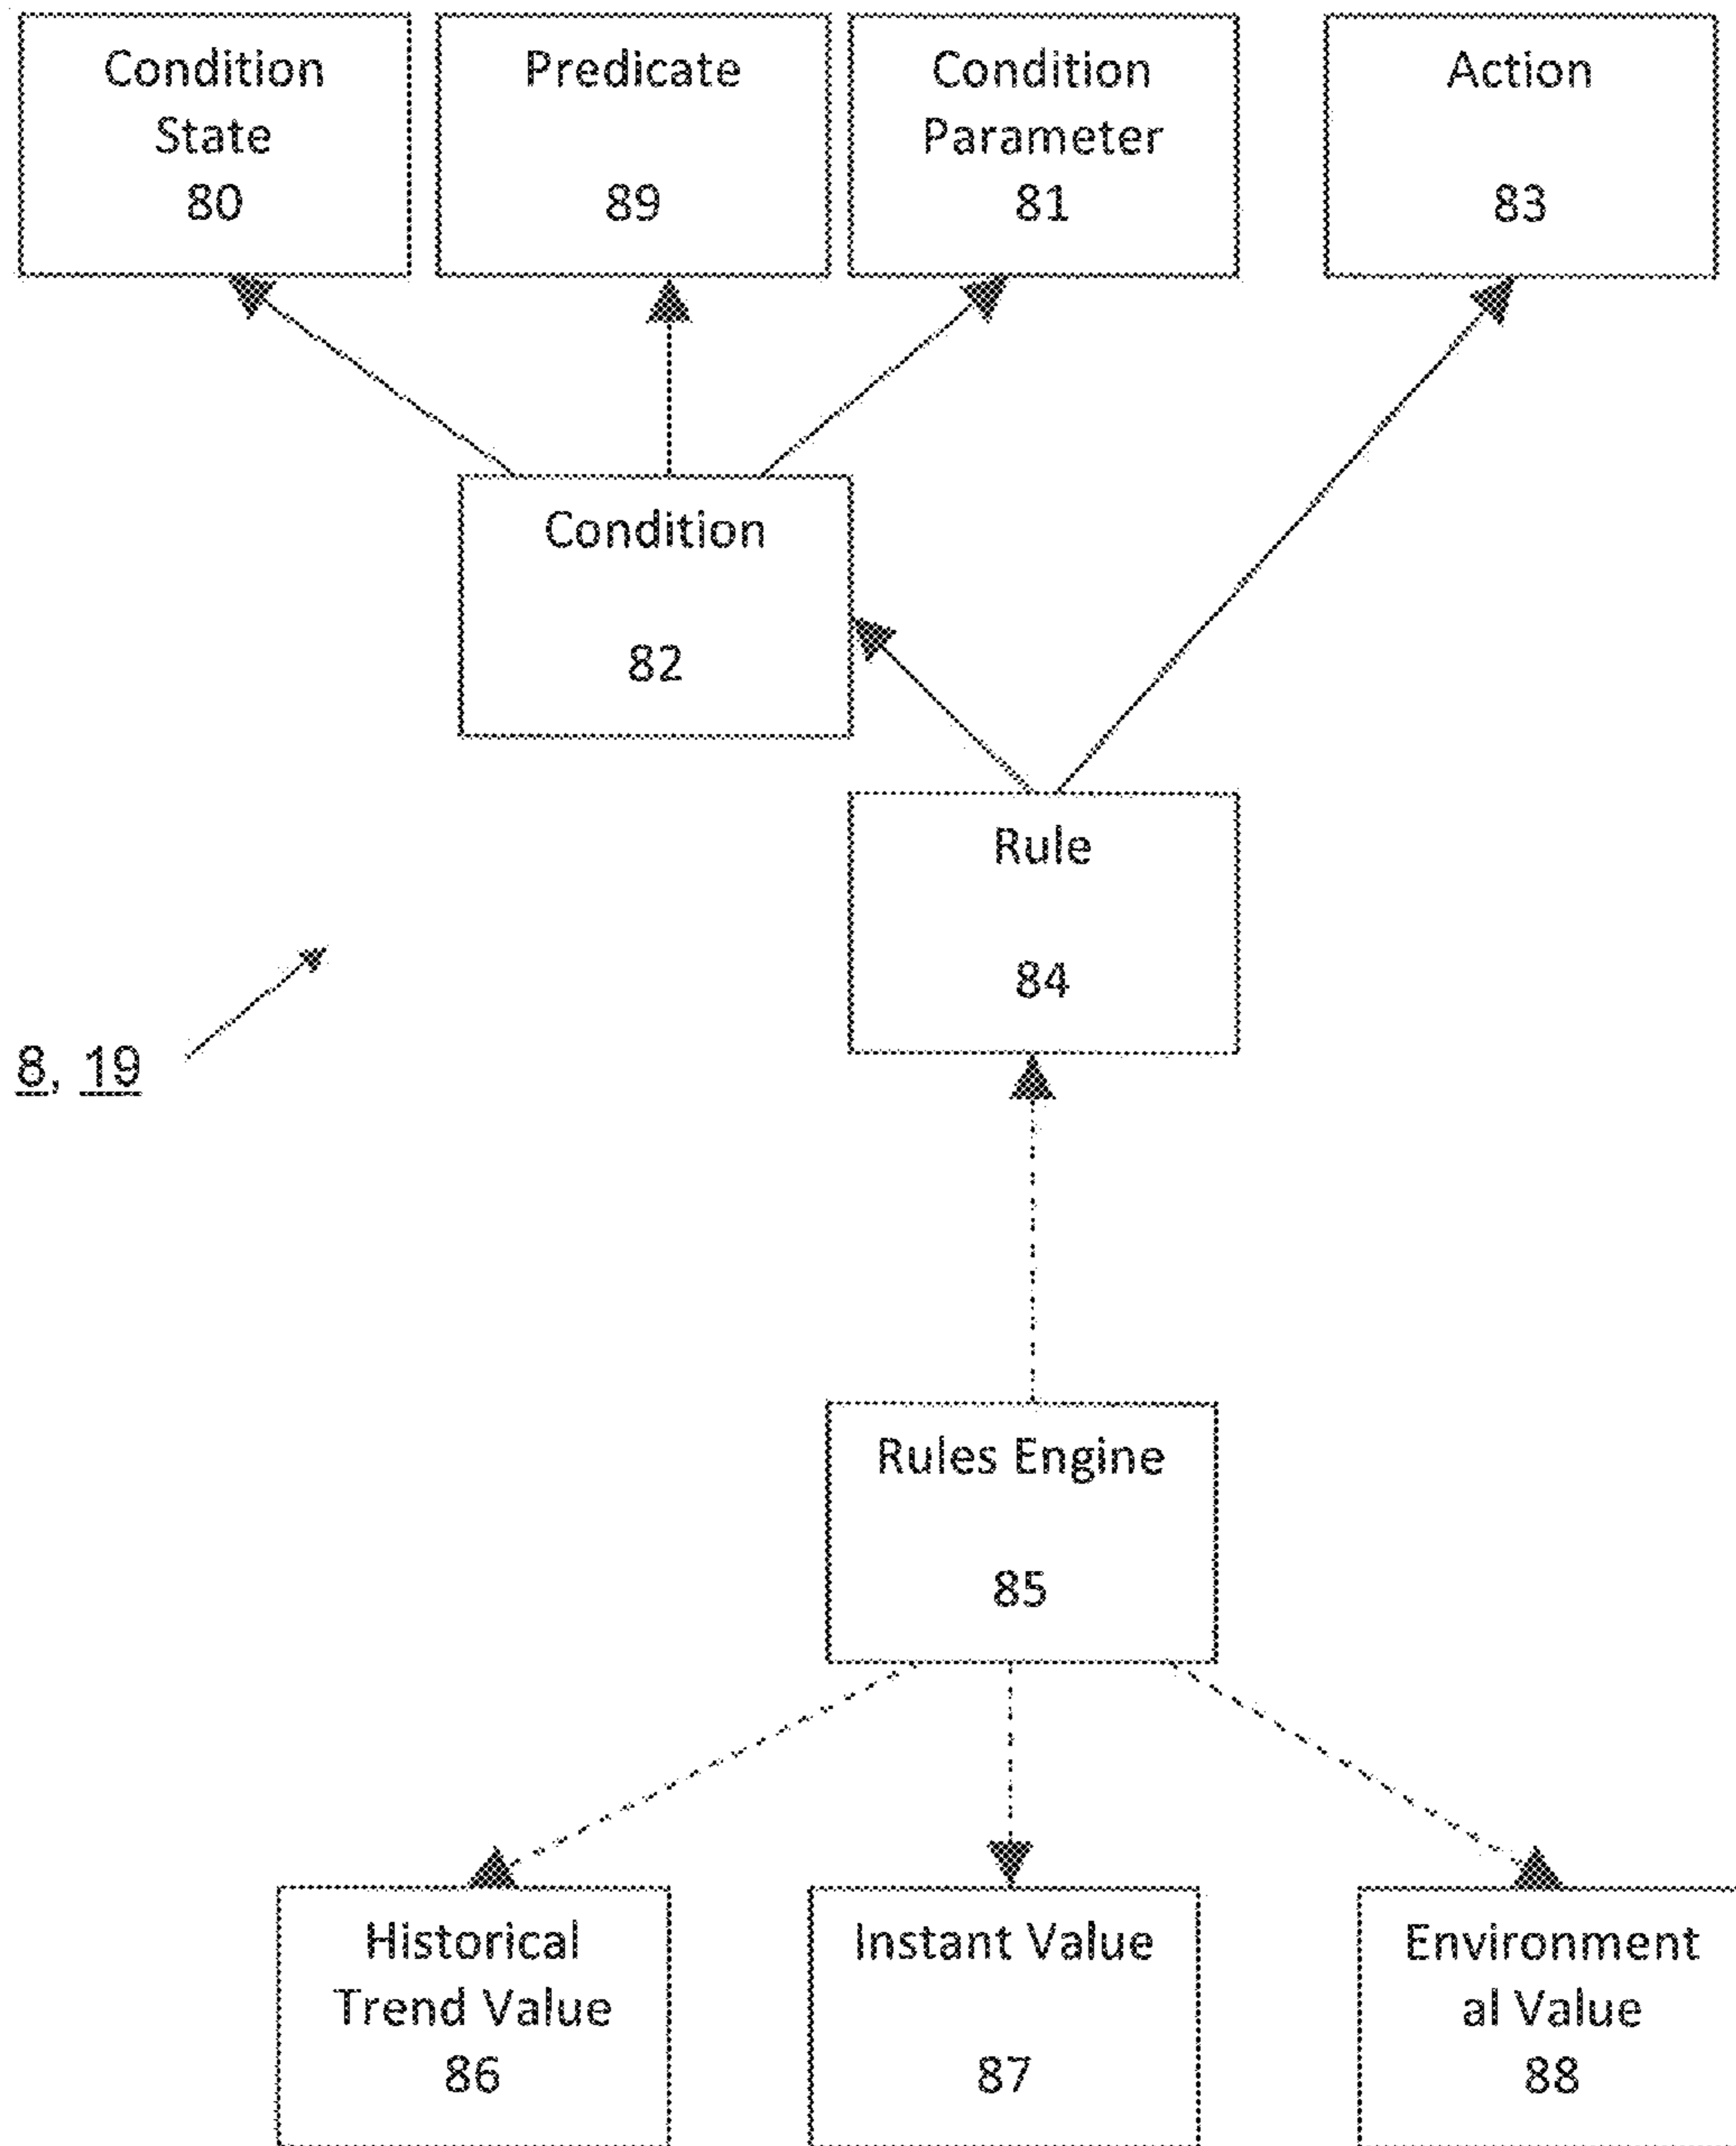 Condition
State
80
Predicate
89
Condition
Parameter
81
Action
83
Condition
82
Rule
84
8, 19
Rules Engine
85
Historical
Trend Value
86
Instant Value
87
Environment
al Value
88